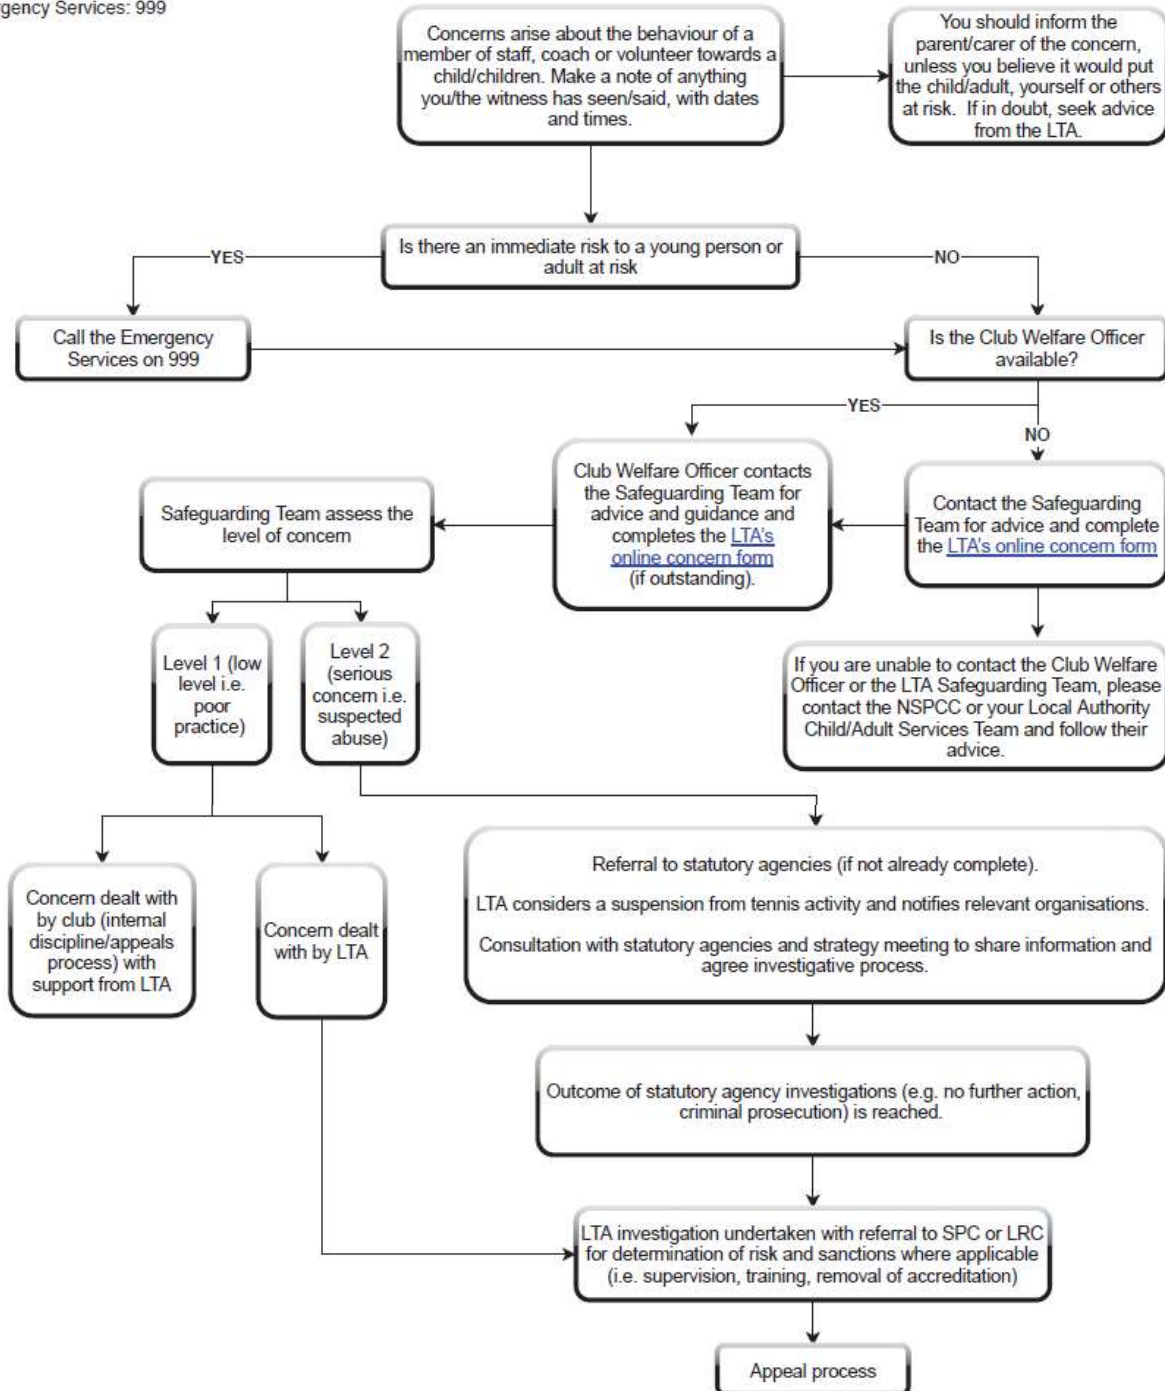 Emergency Services: 999
Concerns arise about the behaviour of a
member of staff, coach or volunteer towards a
child/children. Make a note of anything
you/the witness has seen/said, with dates
and times.
You should inform the
parent/carer of the concern,
unless you believe it would put
the child/adult, yourself or others
at risk.  If in doubt, seek advice
from the LTA.
Is there an immediate risk to a young person or
adult at risk
YES
NO
Call the Emergency
Services on 999
Is the Club Welfare Officer
available?
YES
NO
Club Welfare Officer contacts
the Safeguarding Team for
advice and guidance and
completes the LTA's
online concern form
(if outstanding).
Contact the Safeguarding
Team for advice and complete
the LTA's online concern form
Safeguarding Team assess the
level of concern
Level 1 (low
level i.e.
poor
practice)
Level 2
(serious
concern i.e.
suspected
abuse)
If you are unable to contact the Club Welfare
Officer or the LTA Safeguarding Team, please
contact the NSPCC or your Local Authority
Child/Adult Services Team and follow their
advice.
Concern dealt with
by club (internal
discipline/appeals
process) with
support from LTA
Concern dealt
with by LTA
Referral to statutory agencies (if not already complete).
LTA considers a suspension from tennis activity and notifies relevant organisations.
Consultation with statutory agencies and strategy meeting to share information and
agree investigative process.
Outcome of statutory agency investigations (e.g. no further action,
criminal prosecution) is reached.
LTA investigation undertaken with referral to SPC or LRC
for determination of risk and sanctions where applicable
(i.e. supervision, training, removal of accreditation)
Appeal process